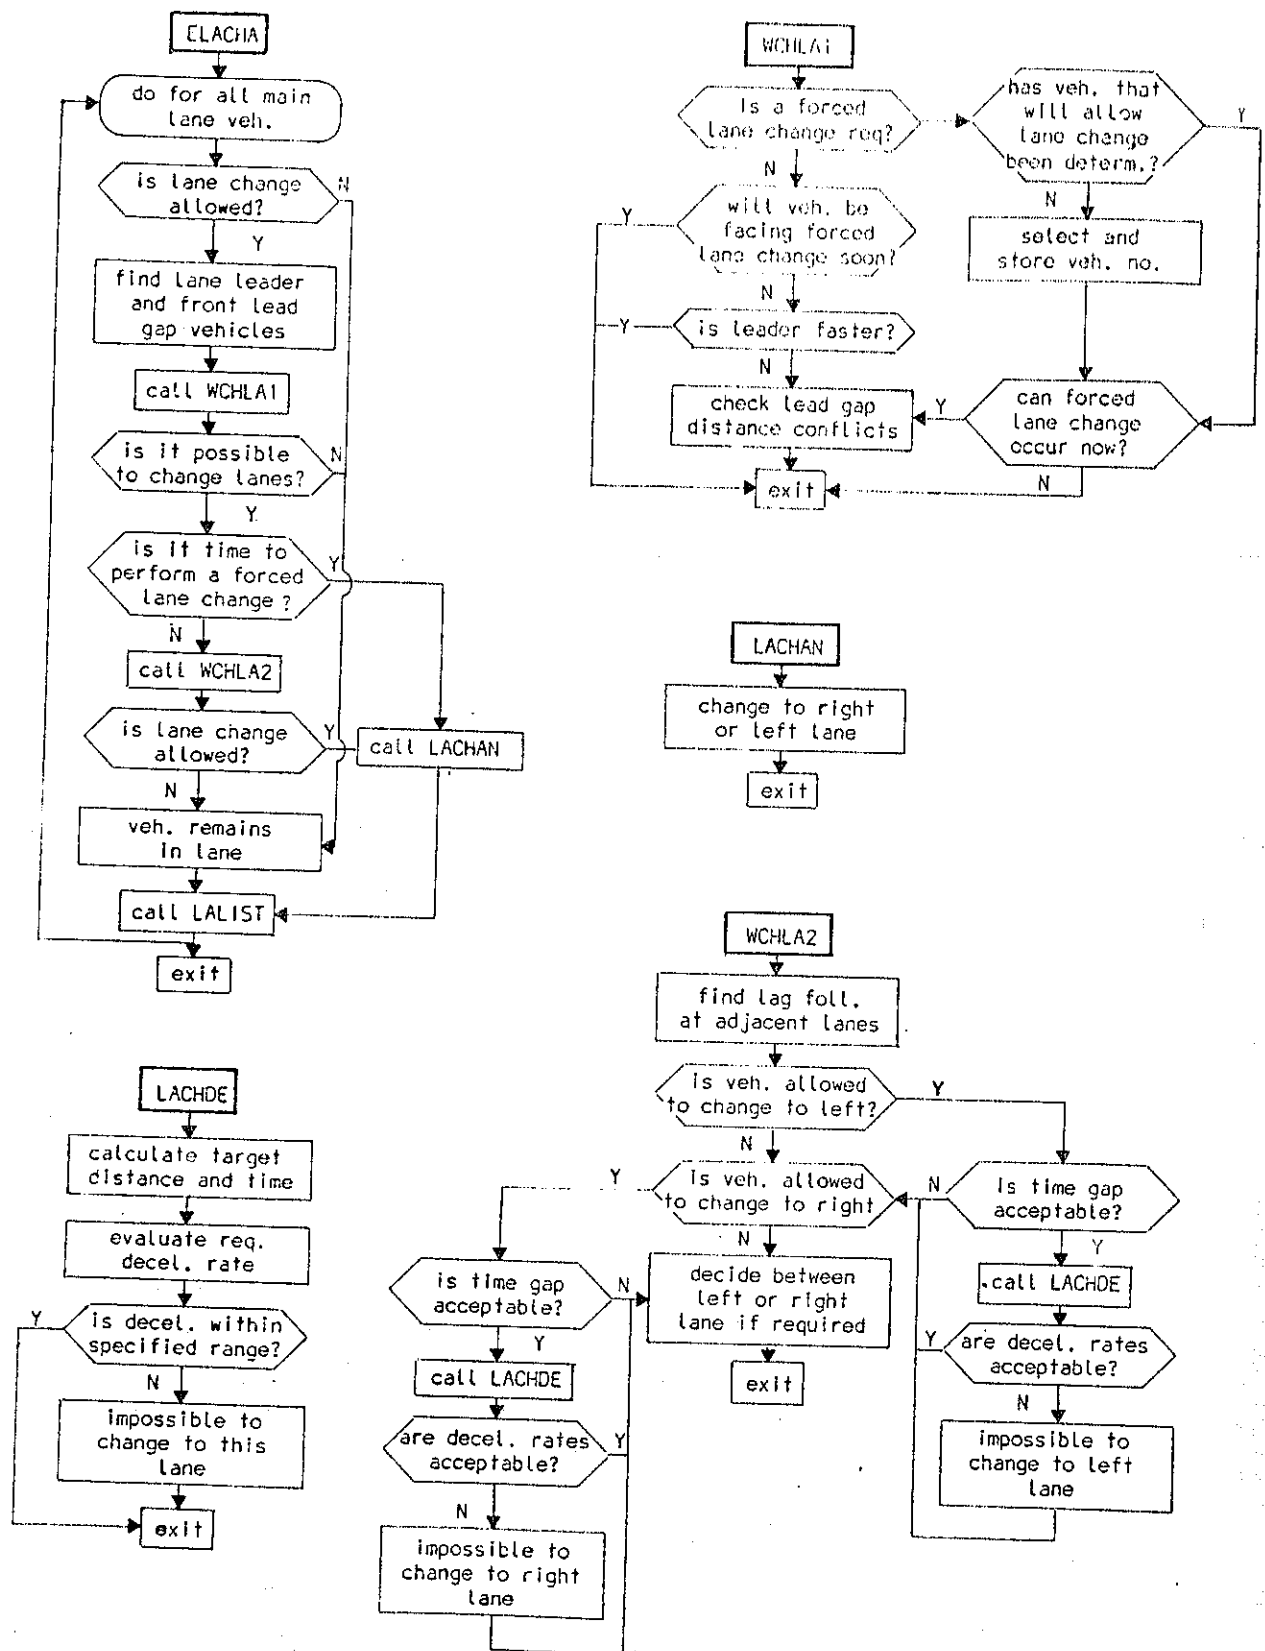 ELACHA
do for all main
lane veh.
is lane change
allowed?
N
Y
find lane leader
and front lead
gap vehicles
call WCHLA1
is it possible
to change lanes?
N
Y
is it time to
perform a forced
lane change ?
Y
N
call WCHLA2
is lane change
allowed?
Y
call LACHAN
N
veh. remains
in lane
call LALIST
exit
WCHLA1
Is a forced
lane change req?
N
has veh. that
will allow
lane change
been determ.?
Y
N
select and
store veh. no.
will veh. be
facing forced
lane change soon?
Y
N
is leader faster?
Y
N
check lead gap
distance conflicts
can forced
lane change
occur now?
Y
N
exit
LACHAN
change to right
or left lane
exit
WCHLA2
find lag foll.
at adjacent lanes
is veh. allowed
to change to left?
Y
N
is veh. allowed
to change to right
Y
N
Is time gap
acceptable?
N
Y
call LACHDE
are decel. rates
acceptable?
Y
N
impossible to
change to left
lane
decide between
left or right
lane if required
exit
is time gap
acceptable?
N
Y
call LACHDE
are decel. rates
acceptable?
Y
N
impossible to
change to right
lane
LACHDE
calculate target
distance and time
evaluate req.
decel. rate
is decel. within
specified range?
Y
N
impossible to
change to this
lane
exit